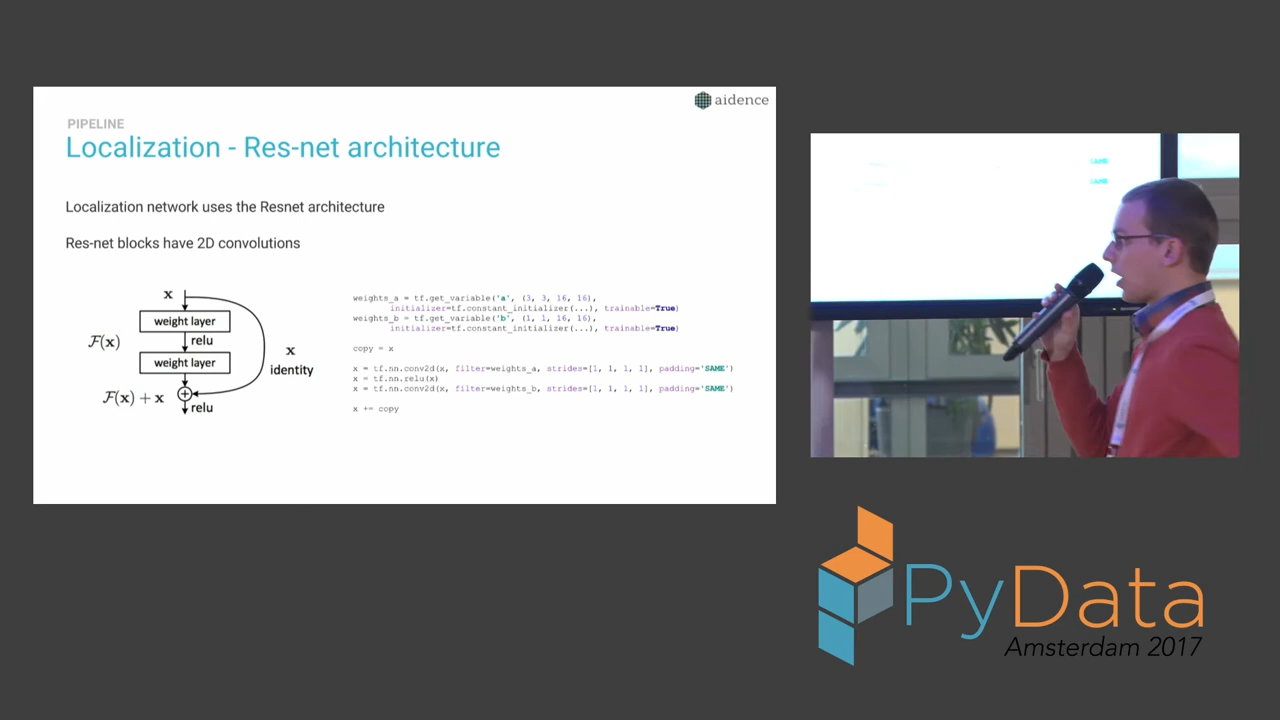 aidence
PIPELINE
Localization - Res-net architecture
Localization network uses the Resnet architecture
Res-net blocks have 2D convolutions
x
weight layer
F(x)
relu
x
weight layer
identity
F(x) + x
relu
weights_a = tf.get_variable('a', (3, 3, 16, 16),
initializer=tf.constant_initializer(...), trainable=True)
weights_b = tf.get_variable('b', (1, 1, 16, 16),
initializer=tf.constant_initializer(...), trainable=True)
copy = x
x = tf.nn.conv2d(x, filter=weights_a, strides=[1, 1, 1, 1], padding='SAME')
x = tf.nn.relu(x)
x = tf.nn.conv2d(x, filter=weights_b, strides=[1, 1, 1, 1], padding='SAME')
x += copy
SAME
SAME
PyData
Amsterdam 2017